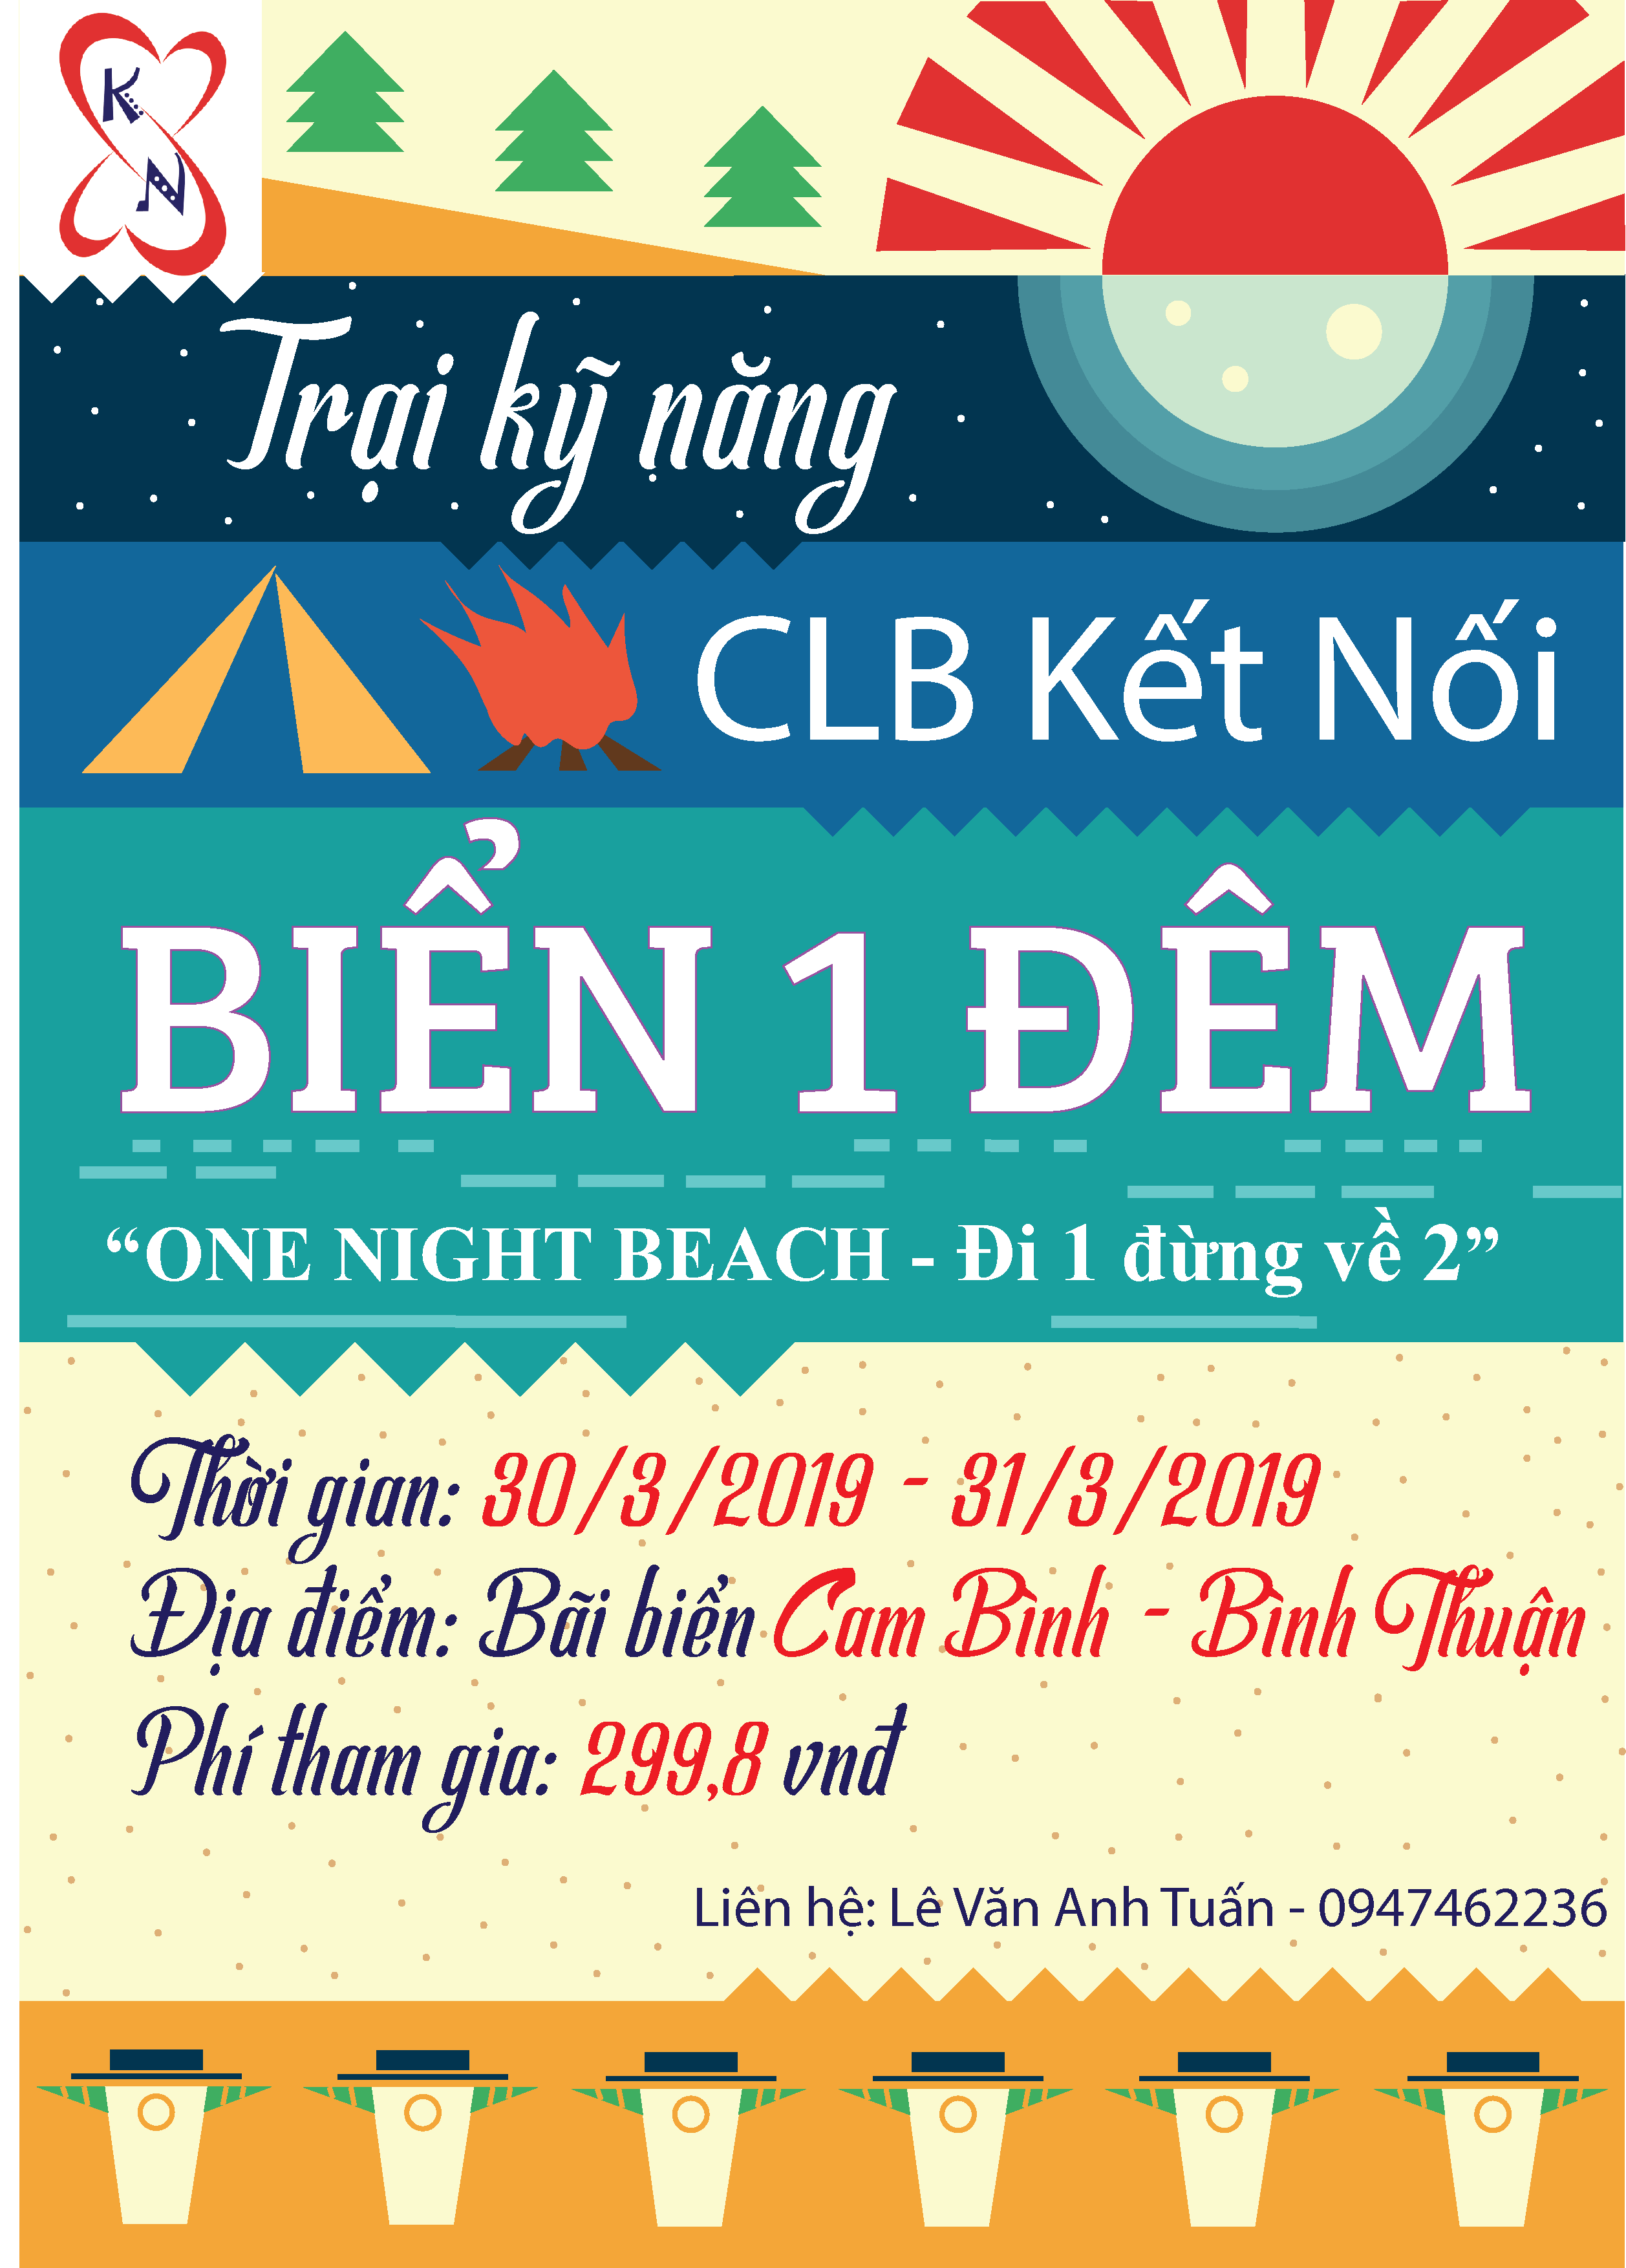 K
N
Trại kỹ năng
CLB Kết Nối
BIỂN 1 ĐÊM
“ONE NIGHT BEACH - Đi 1 đừng về 2”
Thời gian: 30/3/2019 - 31/3/2019
Địa điểm: Bãi biển Cam Bình - Bình Thuận
Phí tham gia: 299,8 vnđ
Liên hệ: Lê Văn Anh Tuấn - 0947462236